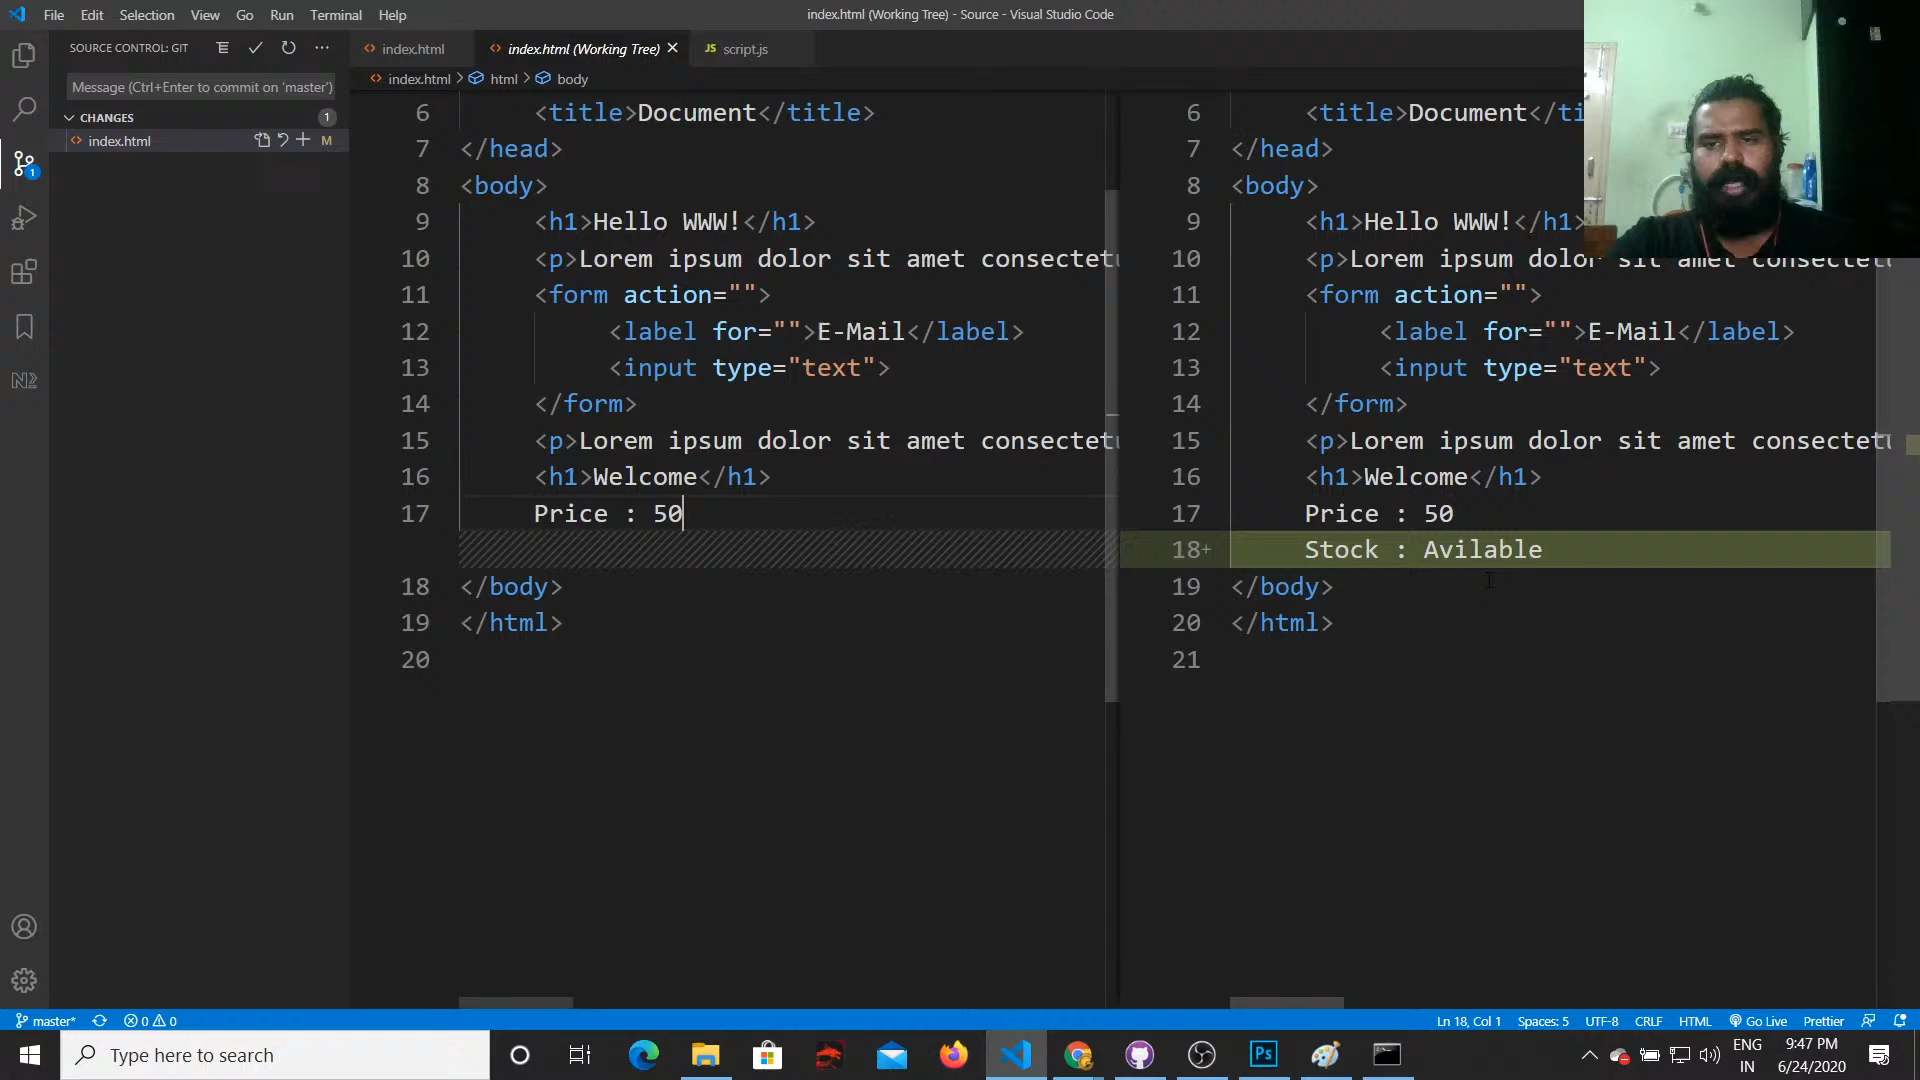 File Edit Selection View Go Run Terminal Help
index.html (Working Tree) - Source - Visual Studio Code
SOURCE CONTROL: GIT
Message (Ctrl+Enter to commit on 'master')
CHANGES 1
index.html M
1
index.html
index.html (Working Tree)
JS script.js
index.html > html > body
6 <title>Document</title>
7 </head>
8 <body>
9 <h1>Hello WWW!</h1>
10 <p>Lorem ipsum dolor sit amet
11 <form action="">
12 <label for="">E-Mail</label>
13 <input type="text">
14 </form>
15 <p>Lorem ipsum dolor sit amet
16 <h1>Welcome</h1>
17 Price : 50
18 </body>
19 </html>
20
6 <title>Document</ti
7 </head>
8 <body>
9 <h1>Hello WWW!</h1>
10 <p>Lorem ipsum dolor sit amet
11 <form action="">
12 <label for="">E-Mail</label>
13 <input type="text">
14 </form>
15 <p>Lorem ipsum dolor sit amet
16 <h1>Welcome</h1>
17 Price : 50
18+ Stock : Avilable
19 </body>
20 </html>
21
master* 0 0
Ln 18, Col 1 Spaces: 5 UTF-8 CRLF HTML Go Live Prettier
Type here to search
Ps
ENG
IN
9:47 PM
6/24/2020